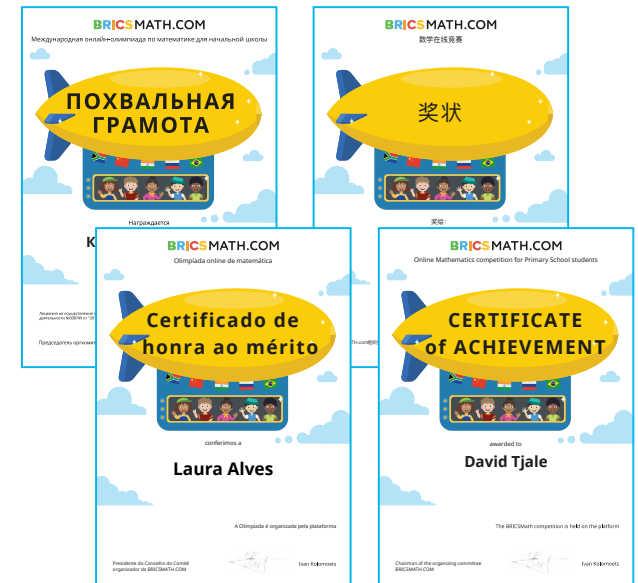 BRICSMATH.COM
Международная онлайн-олимпиада по математике для начальной школы
ПОХВАЛЬНАЯ
ГРАМОТА
Награждается
К
Председатель
BRICSMATH.COM
数学在线竞赛
奖状
奖给：
BRICSMATH.COM
Olimpíada online de matemática
Certificado de
honra ao mérito
conferimos a
Laura Alves
A Olimpíada é organizada pela plataforma
Presidente do Conselho do Comitê
organizador da BRICSMATH.COM
Ivan Kolomoets
BRICSMATH.COM
Online Mathematics competition for Primary School students
CERTIFICATE
of ACHIEVEMENT
awarded to
David Tjale
The BRICSMath competition is held on the platform
Chairman of the organizing committee
BRICSMATH.COM
Ivan Kolomoets